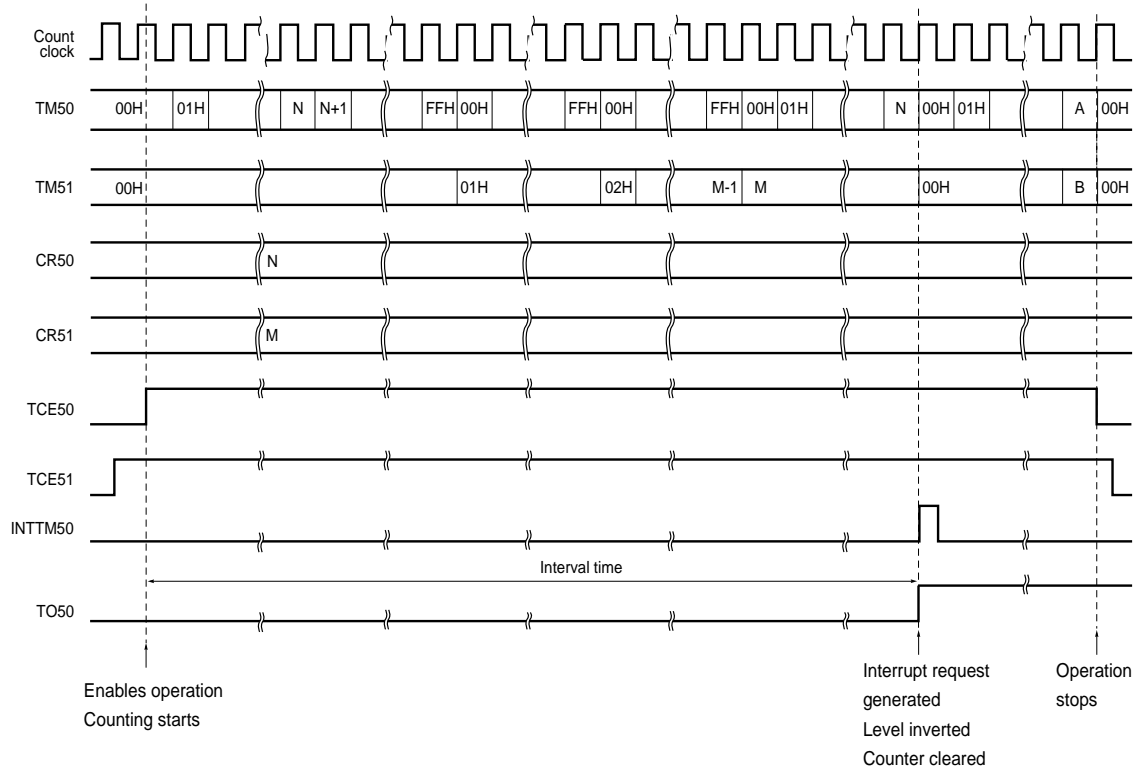 Count
clock
TM50 00H 01H N N+1 FFH 00H FFH 00H FFH 00H 01H N 00H 01H A 00H
TM51 00H 01H 02H M-1 M 00H B 00H
CR50 N
CR51 M
TCE50
TCE51
INTTM50
Interval time
TO50
Enables operation
Counting starts
Interrupt request
generated
Level inverted
Counter cleared
Operation
stops